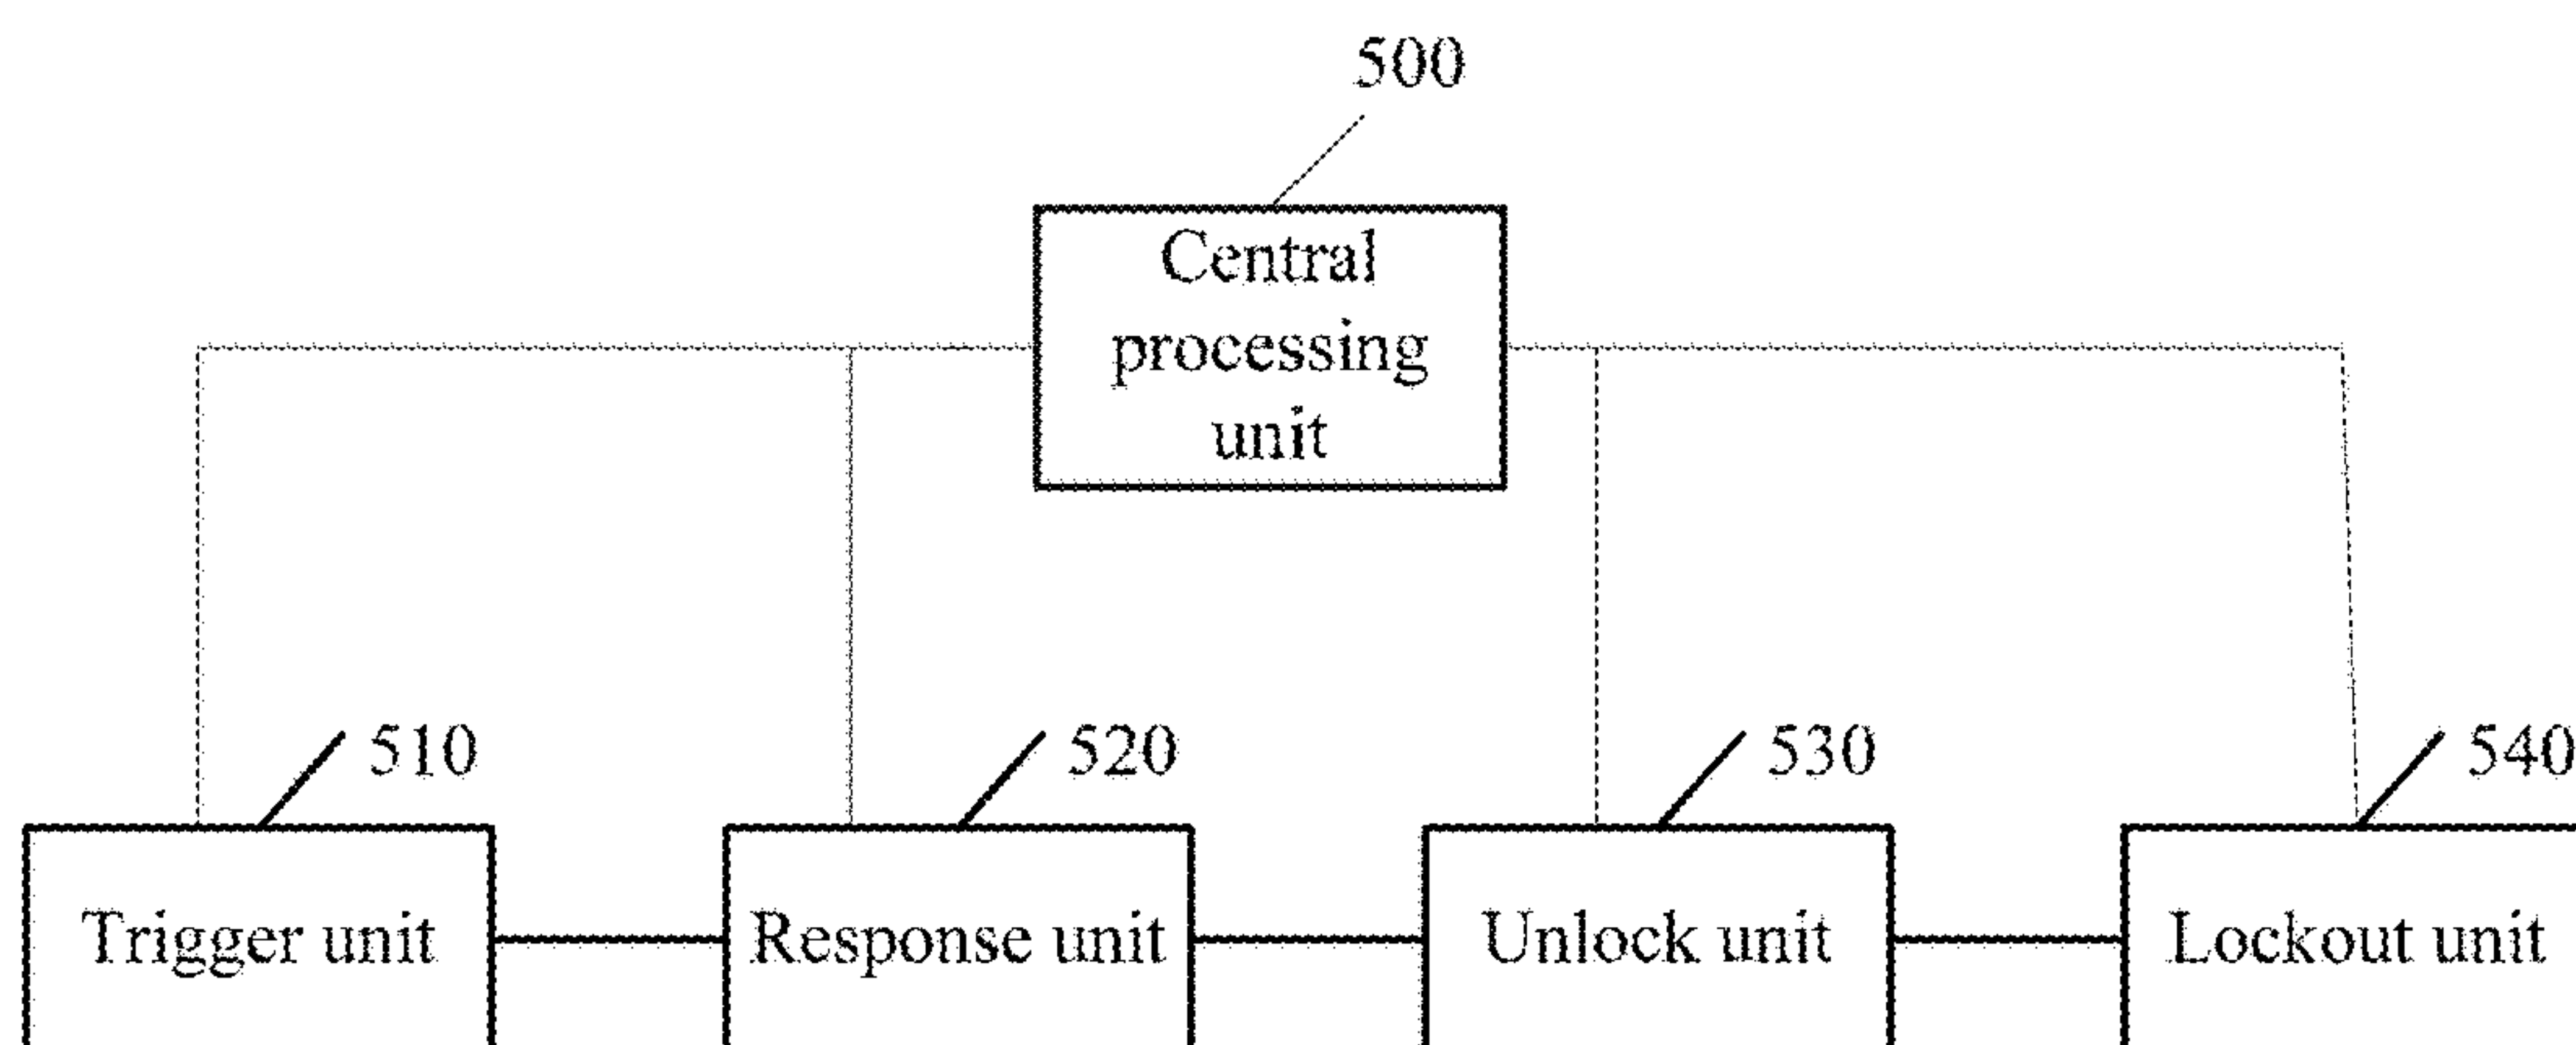 500
Central
processing
unit
510
520
530
540
Trigger unit
Response unit
Unlock unit
Lockout unit